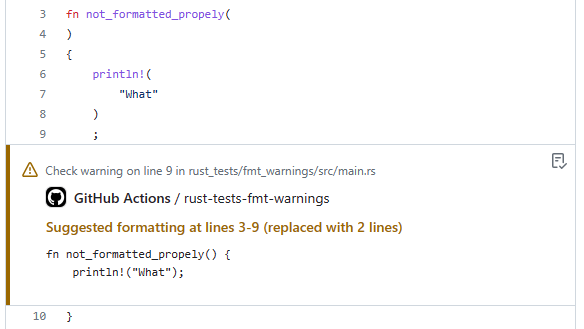 3 fn not_formatted_propely(
4 )
5 {
6 println!(
7 "What"
8 )
9 ;
Check warning on line 9 in rust_tests/fmt_warnings/src/main.rs
GitHub Actions / rust-tests-fmt-warnings
Suggested formatting at lines 3-9 (replaced with 2 lines)
fn not_formatted_propely() {
println!("What");
10 }